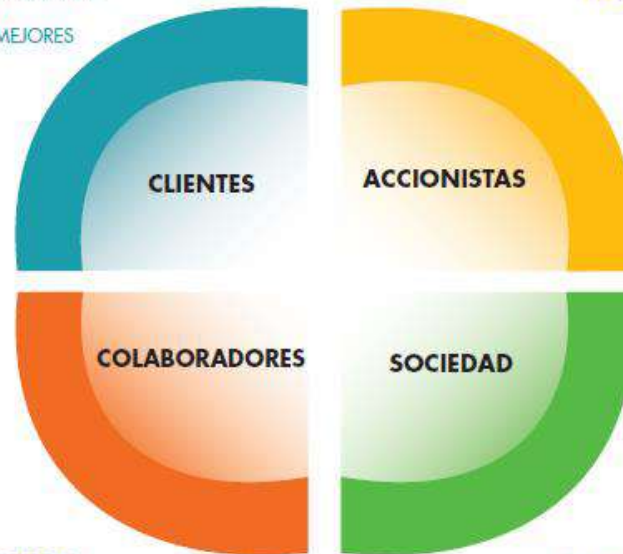 MEJORES
CLIENTES
ACCIONISTAS
COLABORADORES
SOCIEDAD